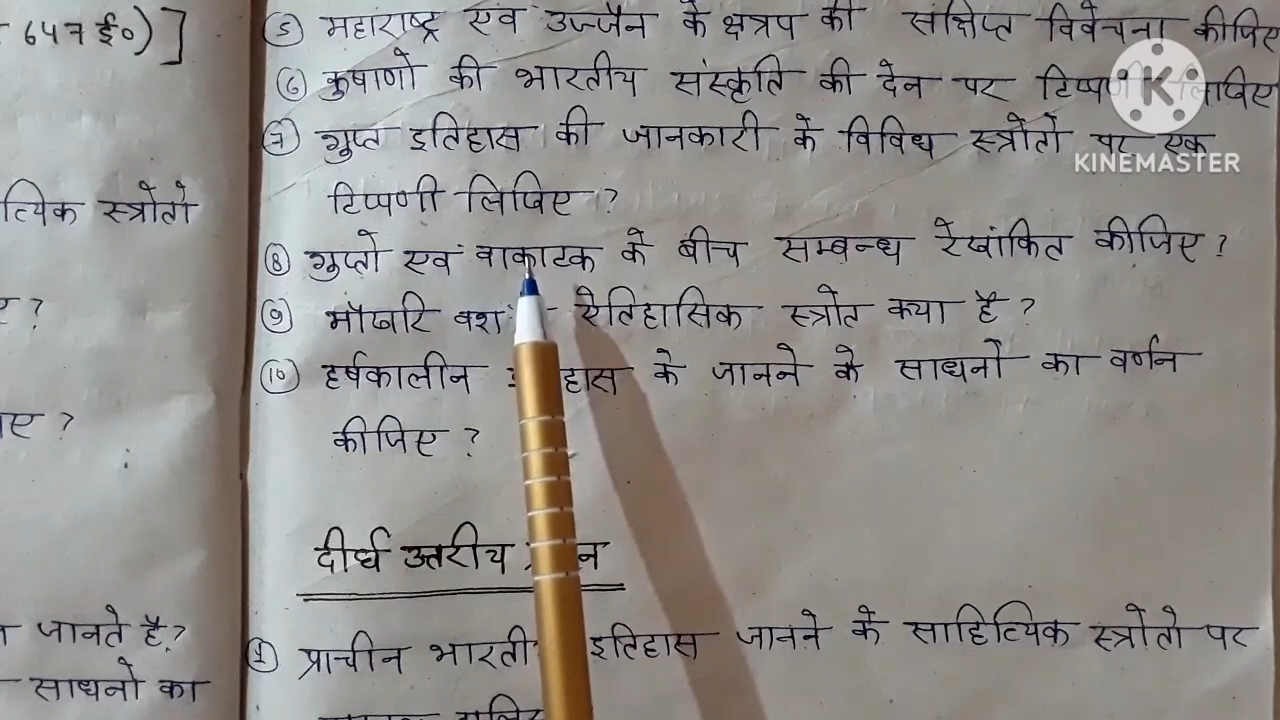 647 ई०) ]
(5) महाराष्ट्र एवं उज्जैन के क्षत्रप की संक्षिप्त विवेचना कीजिए
(6) कुषाणो की भारतीय संस्कृति की देन पर टिप्पणी लिखिए
(7) गुप्त इतिहास की जानकारी के विविध स्त्रोतो पर एक
टिप्पणी लिखिए ?
(8) गुप्तो एवं वाकाटक के बीच सम्बन्ध रेखांकित कीजिए ?
(9) मौखरि वंश ऐतिहासिक स्त्रोत क्या है ?
(10) हर्षकालीन के जानने के साधनो का वर्णन
कीजिए ?
दीर्घ उत्तरीय
(1) प्राचीन इतिहास जानने के साहित्यिक स्त्रोतो पर
स्त्रोतो
?
?
जानते है?
साधनो का
KINEMASTER